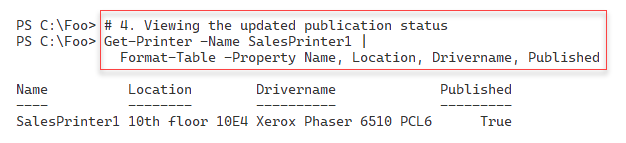 PS C:\Foo> # 4. Viewing the updated publication status
PS C:\Foo> Get-Printer -Name SalesPrinter1 |
Format-Table -Property Name, Location, Drivername, Published
Name Location Drivername Published
---- -------- ---------- ---------
SalesPrinter1 10th floor 10E4 Xerox Phaser 6510 PCL6 True